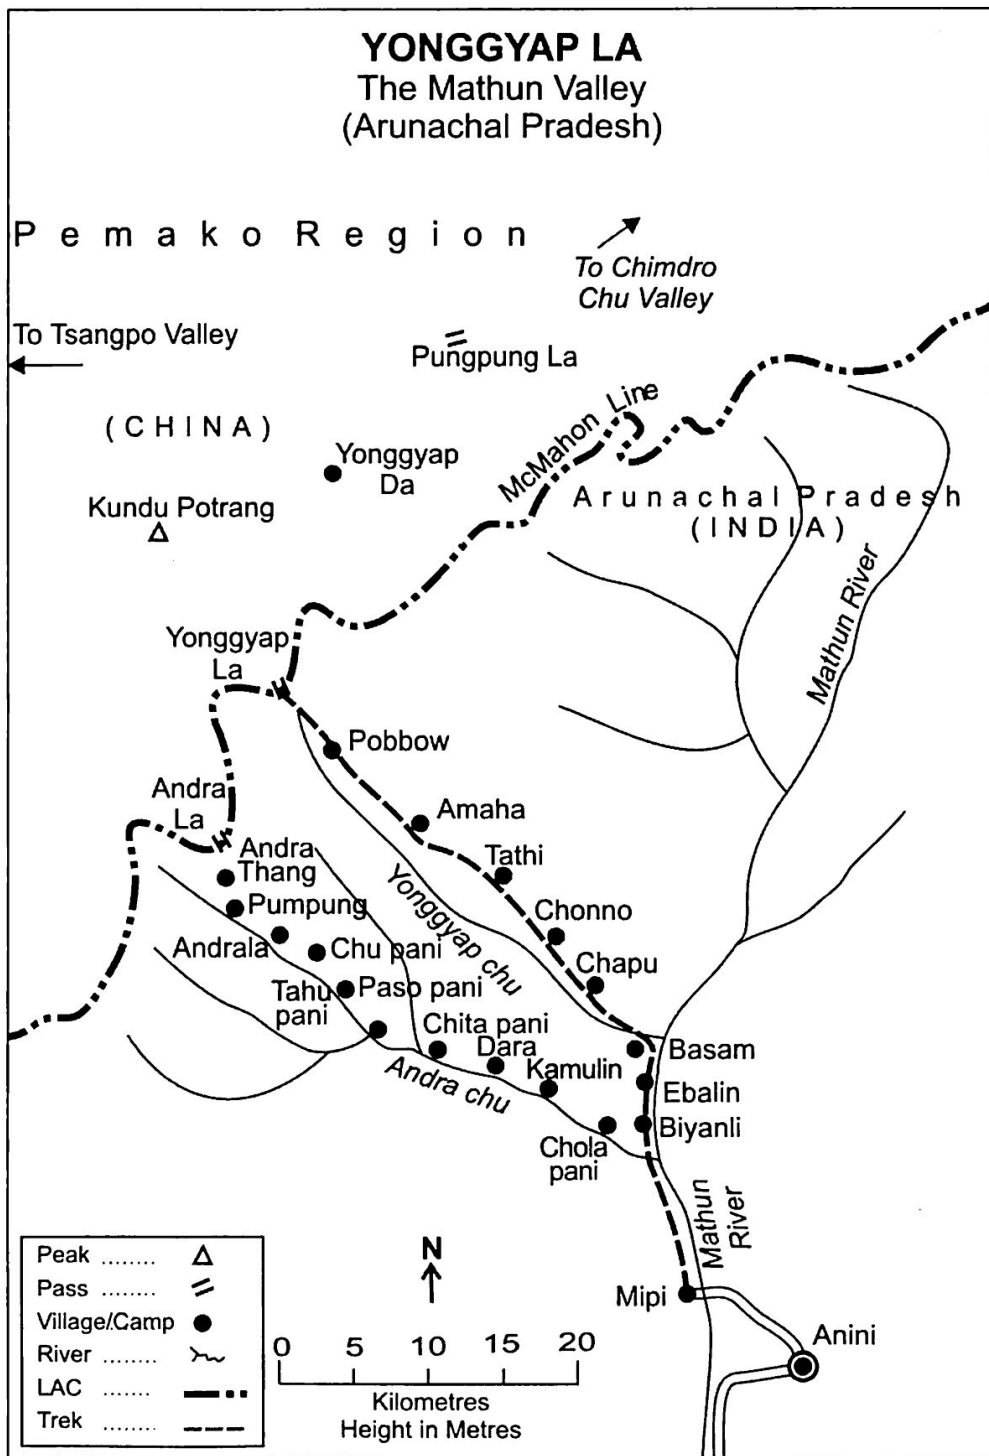 YONGGYAP LA
The Mathun Valley
(Arunachal Pradesh)
Pemako Region
To Chimdro
Chu Valley
To Tsangpo Valley
Pungpung La
McMahon Line
(CHINA)
Yonggyap
Da
Kundu Potrang
Arunachal Pradesh
(INDIA)
Mathun River
Yonggyap
La
Pobbow
Andra
La
Amaha
Andra
Thang
Tathi
Yonggyap chu
Pumpung
Chonno
Andrala
Chu pani
Chapu
Tahu
pani
Paso pani
Chita pani
Dara
Basam
Kamulin
Andra chu
Ebalin
Biyanli
Chola
pani
Mathun
River
Mipi
Anini
Peak ........
Pass ........
Village/Camp
River ........
LAC .......
Trek .........
N
0 5 10 15 20
Kilometres
Height in Metres